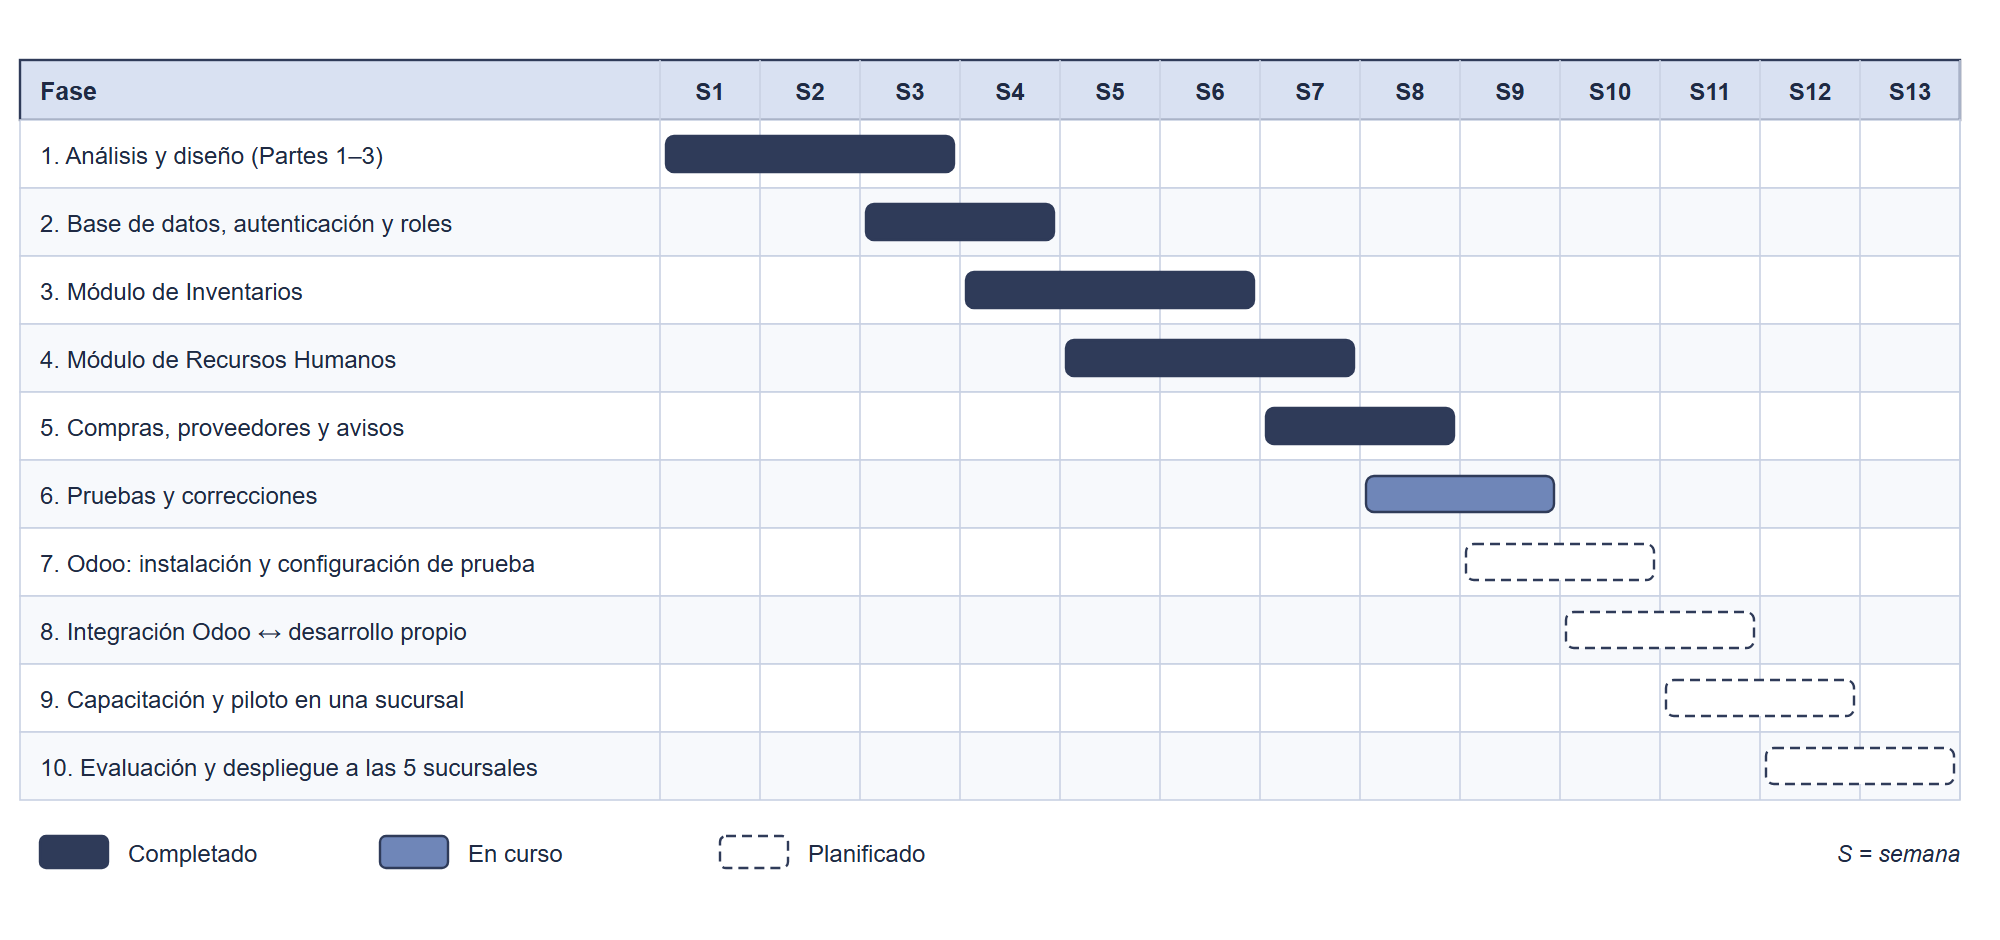 Fase S1 S2 S3 S4 S5 S6 S7 S8 S9 S10 S11 S12 S13
1. Análisis y diseño (Partes 1–3)
2. Base de datos, autenticación y roles
3. Módulo de Inventarios
4. Módulo de Recursos Humanos
5. Compras, proveedores y avisos
6. Pruebas y correcciones
7. Odoo: instalación y configuración de prueba
8. Integración Odoo ↔ desarrollo propio
9. Capacitación y piloto en una sucursal
10. Evaluación y despliegue a las 5 sucursales
Completado En curso Planificado S = semana